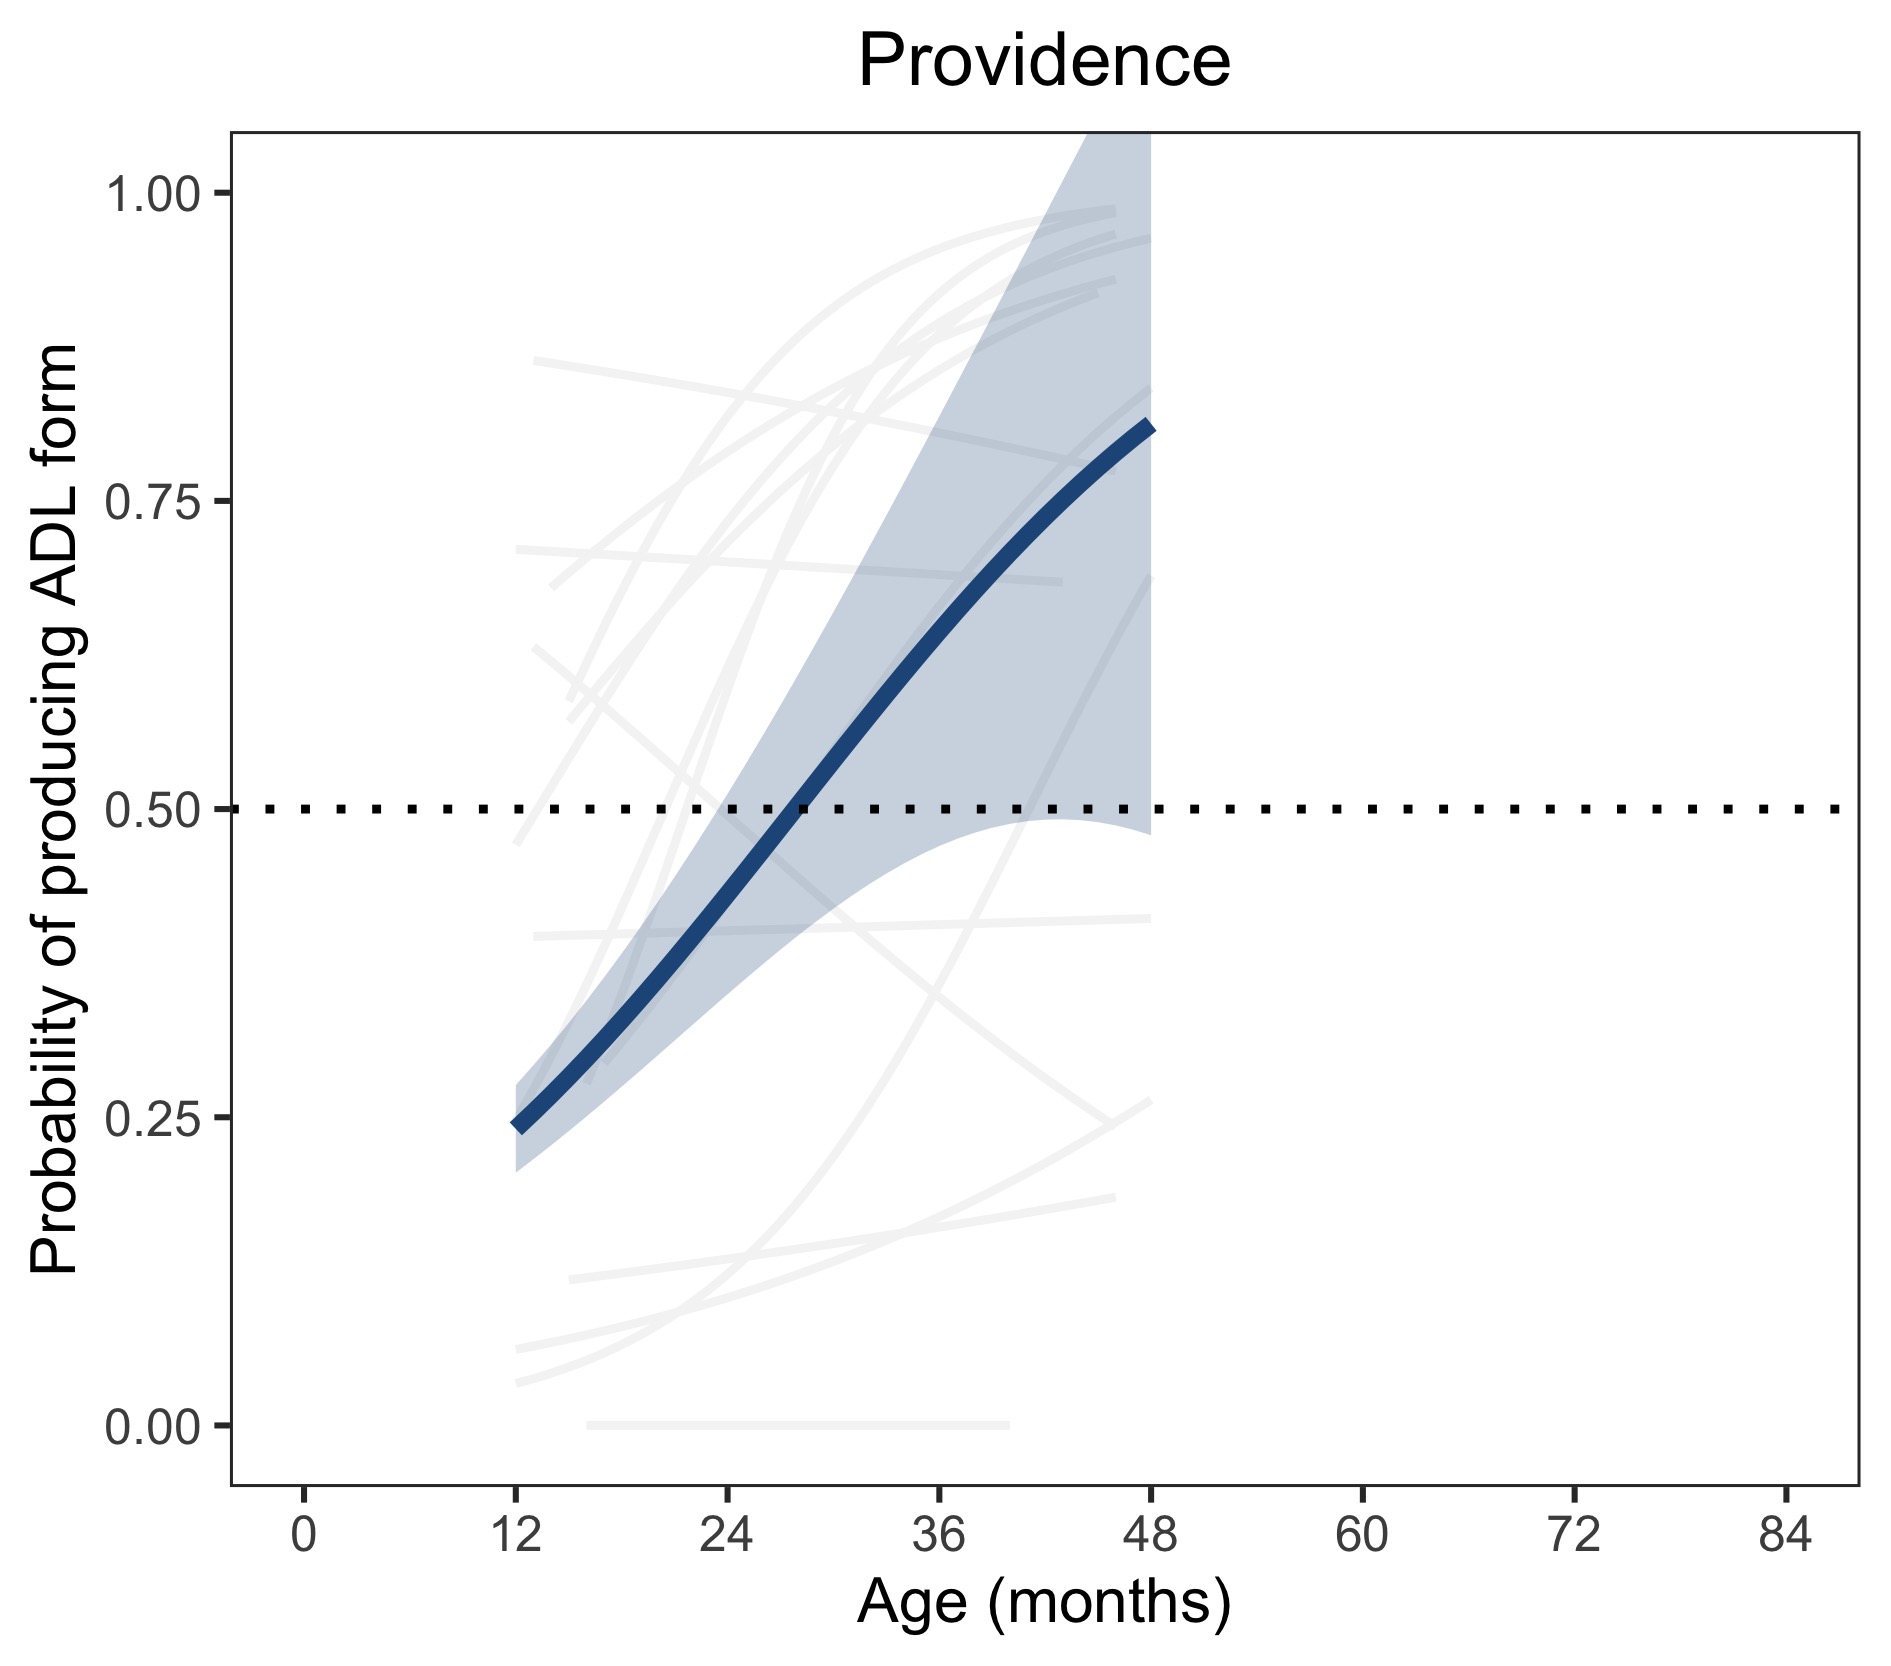 Providence
Probability of producing ADL form
1.00
0.75
0.50
0.25
0.00
0 12 24 36 48 60 72 84
Age (months)